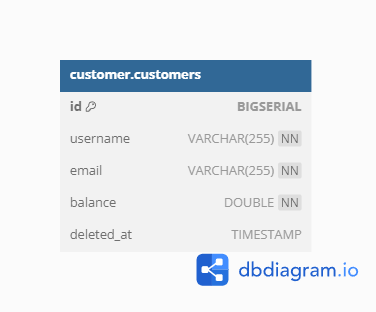 customer.customers
id BIGSERIAL
username VARCHAR(255) NN
email VARCHAR(255) NN
balance DOUBLE NN
deleted_at TIMESTAMP
dbdiagram.io